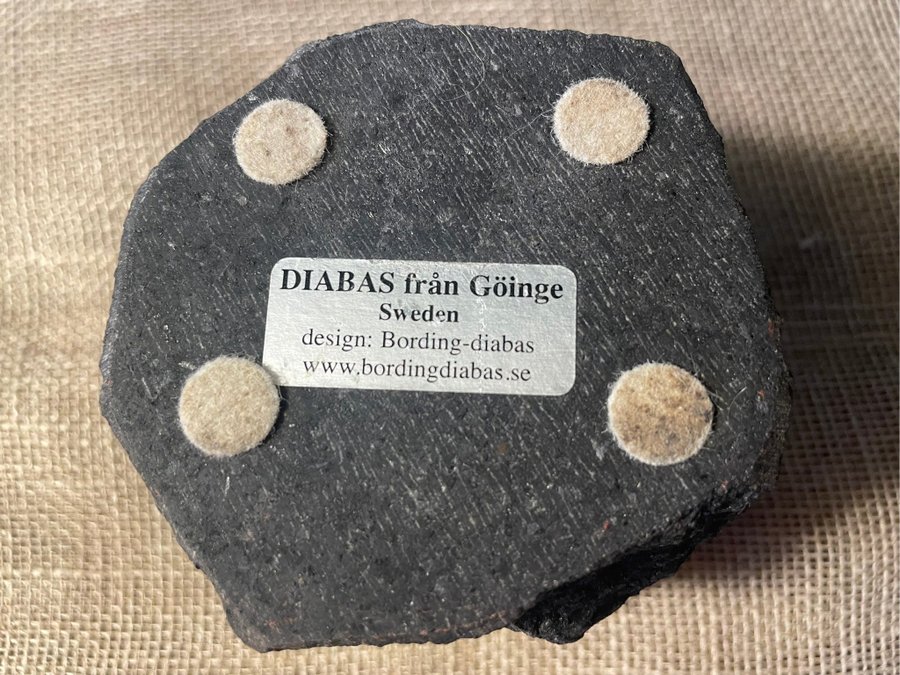 DIABAS från Göinge
Sweden
design: Bording-diabas
www.bordingdiabas.se